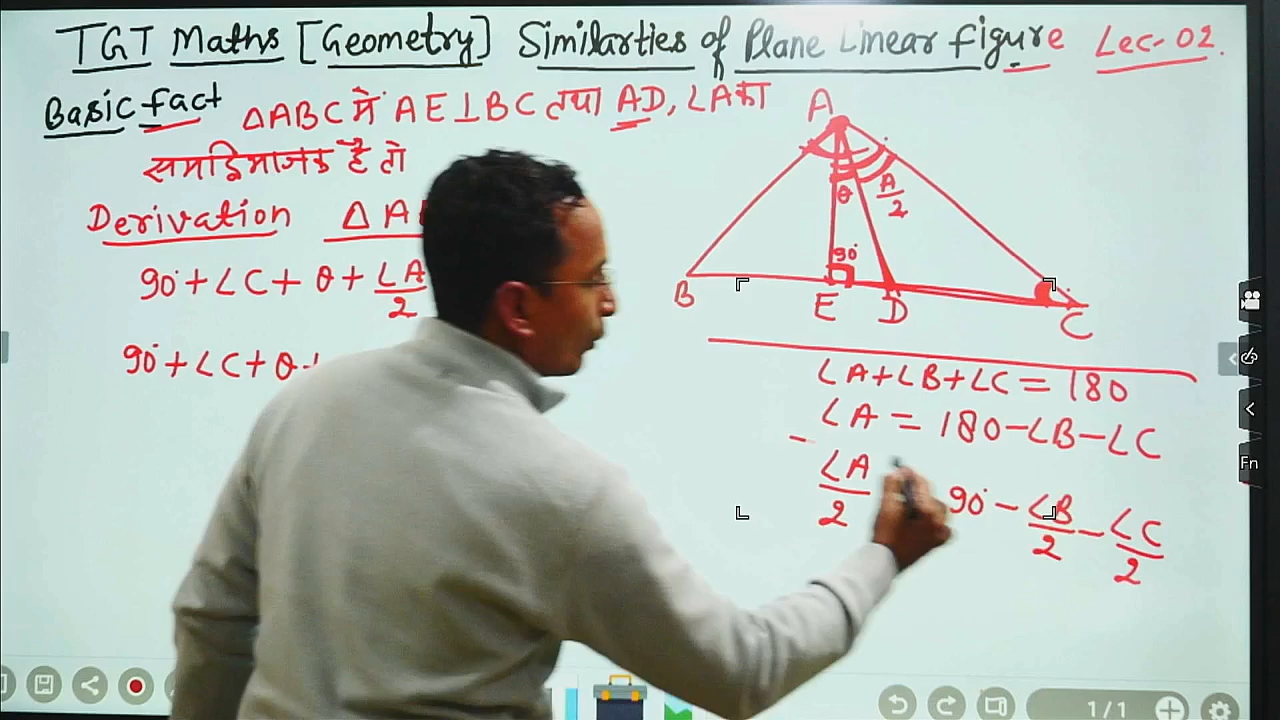 TGT Maths [Geometry] Similarties of Plane Linear figure Lec-02.
Basic fact ΔABC में AE⊥BC तथा AD, ∠A का
समद्विभाजक है तो
Derivation Δ A
90°+∠C+ θ+ ∠A/2
90°+∠C+θ+
A
θ
A/2
90°
B
E
D
C
∠A+∠B+∠C=180
∠A = 180-∠B-∠C
∠A/2 90°-∠B/2-∠C/2
Fn
1/1